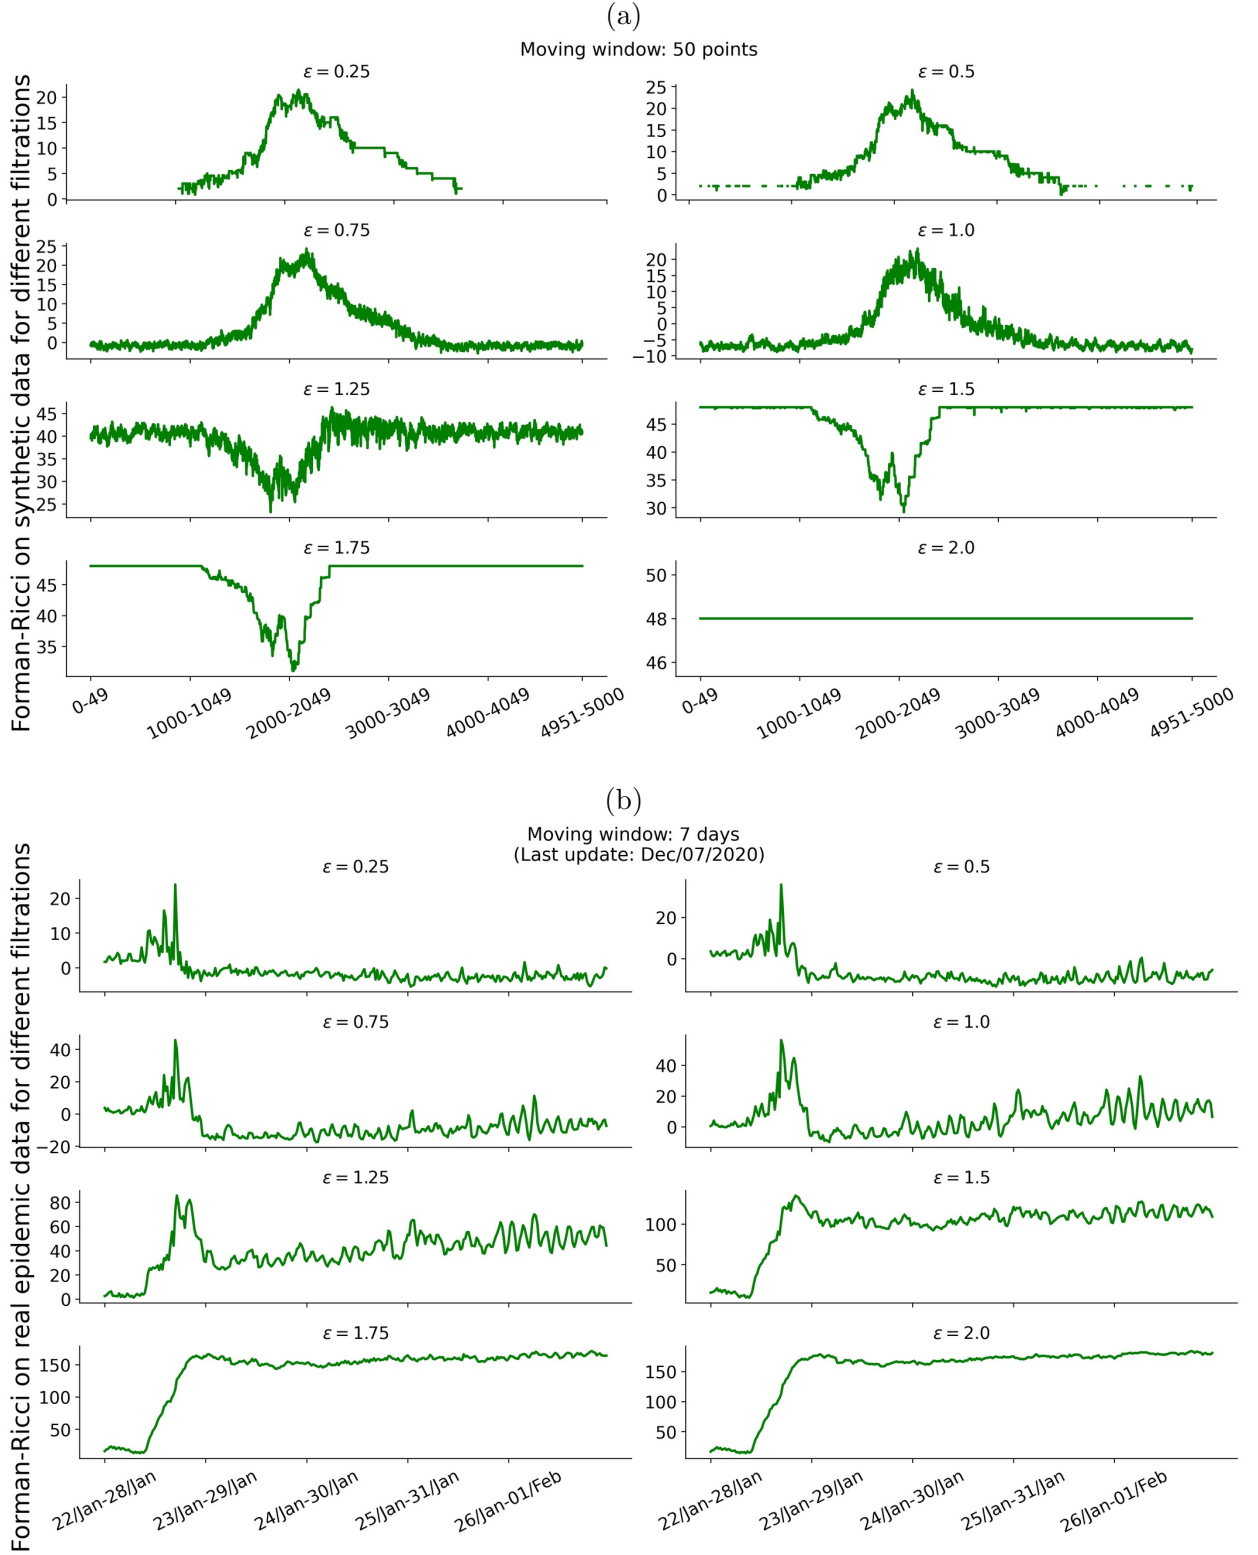 (a)
Moving window: 50 points
Forman-Ricci on synthetic data for different filtrations
ε = 0.25
20
15
10
5
0
ε = 0.5
25
20
15
10
5
0
ε = 0.75
25
20
15
10
5
0
ε = 1.0
20
15
10
5
0
−5
−10
ε = 1.25
45
40
35
30
25
ε = 1.5
45
40
35
30
ε = 1.75
45
40
35
ε = 2.0
50
48
46
0-49
1000-1049
2000-2049
3000-3049
4000-4049
4951-5000
0-49
1000-1049
2000-2049
3000-3049
4000-4049
4951-5000
(b)
Moving window: 7 days
(Last update: Dec/07/2020)
Forman-Ricci on real epidemic data for different filtrations
ε = 0.25
20
10
0
ε = 0.5
20
0
ε = 0.75
40
20
0
−20
ε = 1.0
40
20
0
ε = 1.25
80
60
40
20
0
ε = 1.5
100
50
ε = 1.75
150
100
50
ε = 2.0
150
100
50
22/Jan-28/Jan
23/Jan-29/Jan
24/Jan-30/Jan
25/Jan-31/Jan
26/Jan-01/Feb
22/Jan-28/Jan
23/Jan-29/Jan
24/Jan-30/Jan
25/Jan-31/Jan
26/Jan-01/Feb